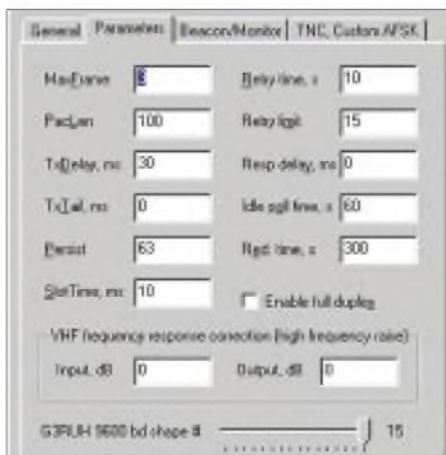 General Parameters Beacon/Monitor TNC, Custom AFSK
MaxFrame Retry time, s 10
PacLen 100 Retry limit 15
TxDelay, ms 30 Resp delay, ms 0
TxTail, ms 0 Idle poll time, s 60
Persist 63 Rej. time, s 300
SlotTime, ms 10 Enable full duplex
VHF frequency response correction (high frequency raise)
Input, dB 0 Output, dB 0
G3RUH 9600 bd shape # 15